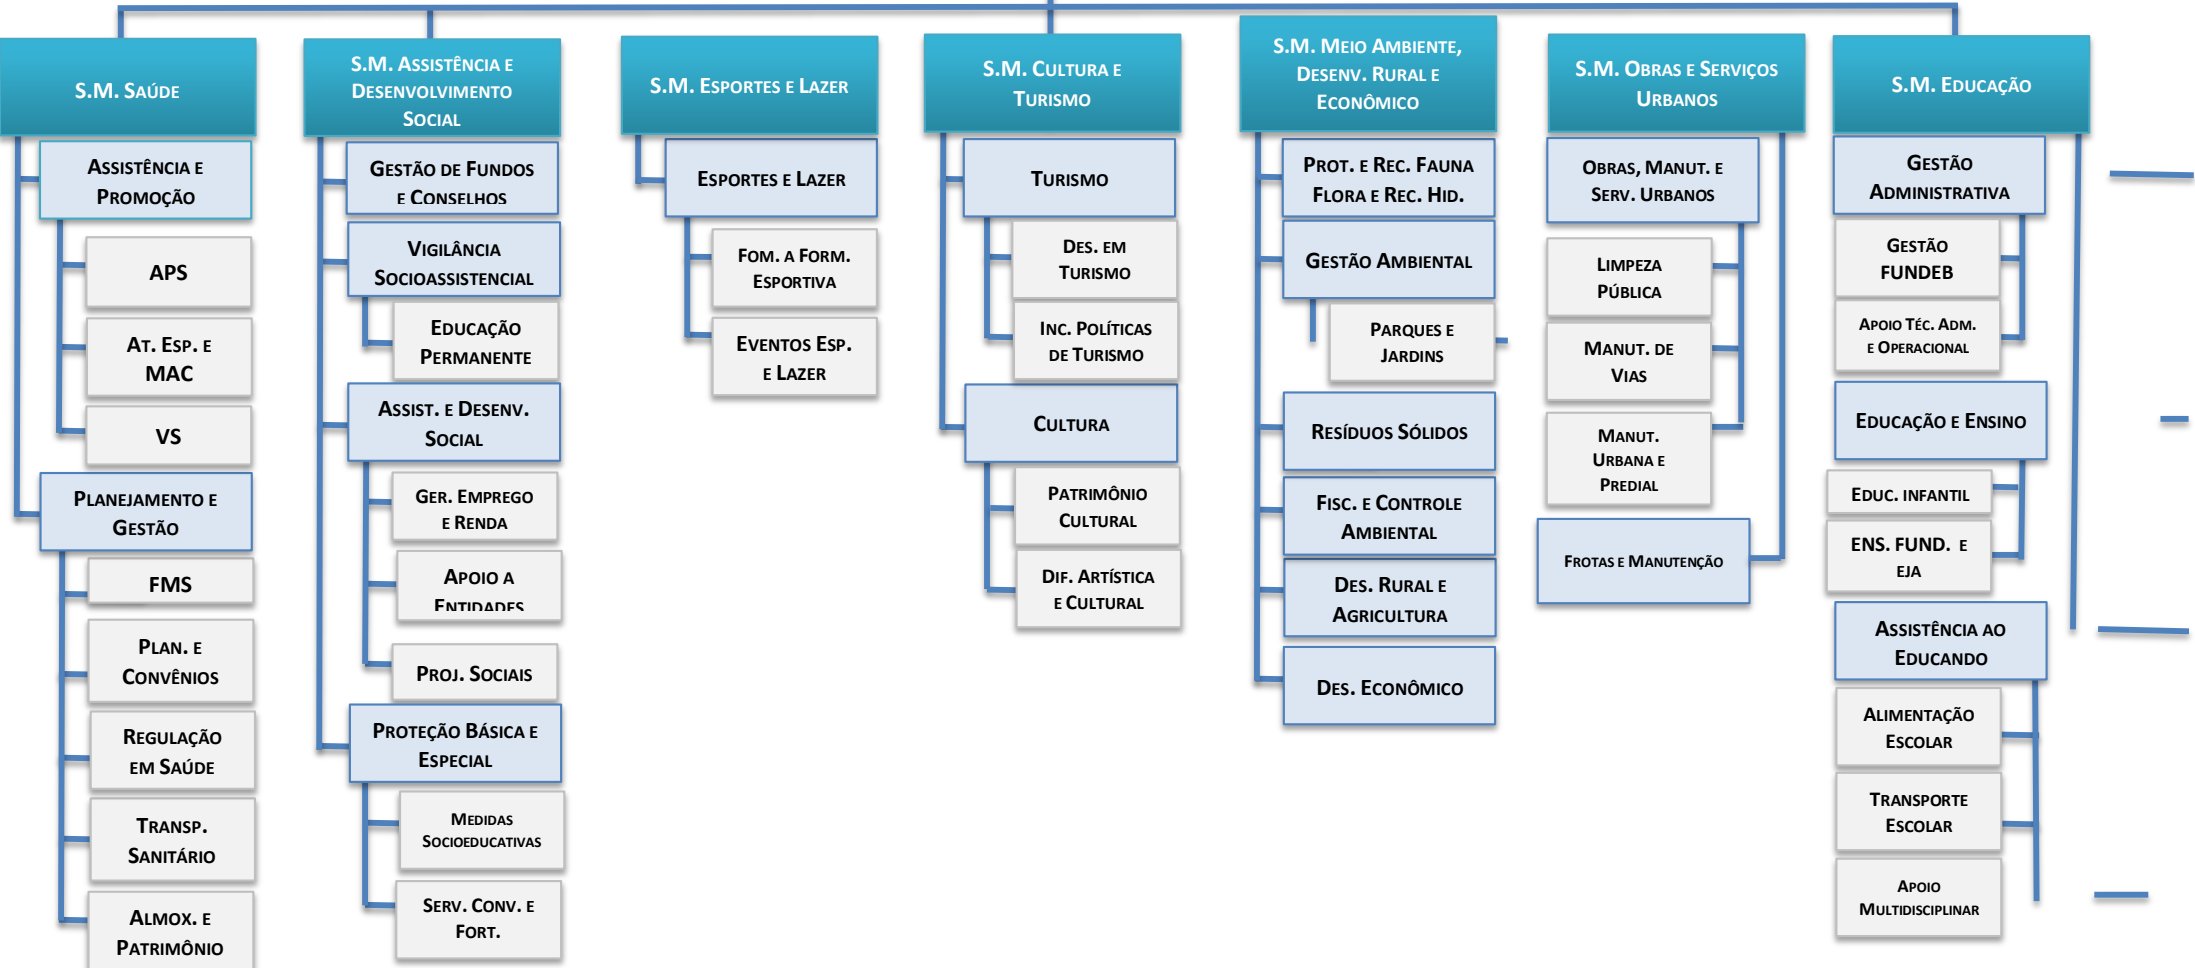 S.M. SAÚDE
ASSISTÊNCIA E
PROMOÇÃO
APS
AT. ESP. E
MAC
VS
PLANEJAMENTO E
GESTÃO
FMS
PLAN. E
CONVÊNIOS
REGULAÇÃO
EM SAÚDE
TRANSP.
SANITÁRIO
ALMOX. E
PATRIMÔNIO
S.M. ASSISTÊNCIA E
DESENVOLVIMENTO
SOCIAL
GESTÃO DE FUNDOS
E CONSELHOS
VIGILÂNCIA
SOCIOASSISTENCIAL
EDUCAÇÃO
PERMANENTE
ASSIST. E DESENV.
SOCIAL
GER. EMPREGO
E RENDA
APOIO A
ENTIDADES
PROJ. SOCIAIS
PROTEÇÃO BÁSICA E
ESPECIAL
MEDIDAS
SOCIOEDUCATIVAS
SERV. CONV. E
FORT.
S.M. ESPORTES E LAZER
ESPORTES E LAZER
FOM. A FORM.
ESPORTIVA
EVENTOS ESP.
E LAZER
S.M. CULTURA E
TURISMO
TURISMO
DES. EM
TURISMO
INC. POLÍTICAS
DE TURISMO
CULTURA
PATRIMÔNIO
CULTURAL
DIF. ARTÍSTICA
E CULTURAL
S.M. MEIO AMBIENTE,
DESENV. RURAL E
ECONÔMICO
PROT. E REC. FAUNA
FLORA E REC. HID.
GESTÃO AMBIENTAL
PARQUES E
JARDINS
RESÍDUOS SÓLIDOS
FISC. E CONTROLE
AMBIENTAL
DES. RURAL E
AGRICULTURA
DES. ECONÔMICO
S.M. OBRAS E SERVIÇOS
URBANOS
OBRAS, MANUT. E
SERV. URBANOS
LIMPEZA
PÚBLICA
MANUT. DE
VIAS
MANUT.
URBANA E
PREDIAL
FROTAS E MANUTENÇÃO
S.M. EDUCAÇÃO
GESTÃO
ADMINISTRATIVA
GESTÃO
FUNDEB
APOIO TÉC. ADM.
E OPERACIONAL
EDUCAÇÃO E ENSINO
EDUC. INFANTIL
ENS. FUND. E
EJA
ASSISTÊNCIA AO
EDUCANDO
ALIMENTAÇÃO
ESCOLAR
TRANSPORTE
ESCOLAR
APOIO
MULTIDISCIPLINAR